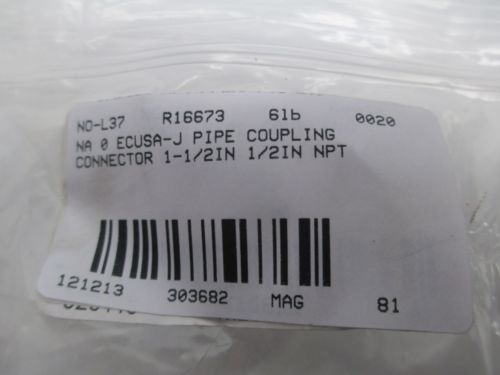 NO-L37 R16673 6lb 0020
NA 0 ECUSA-J PIPE COUPLING
CONNECTOR 1-1/2IN 1/2IN NPT
121213 303682 MAG 81